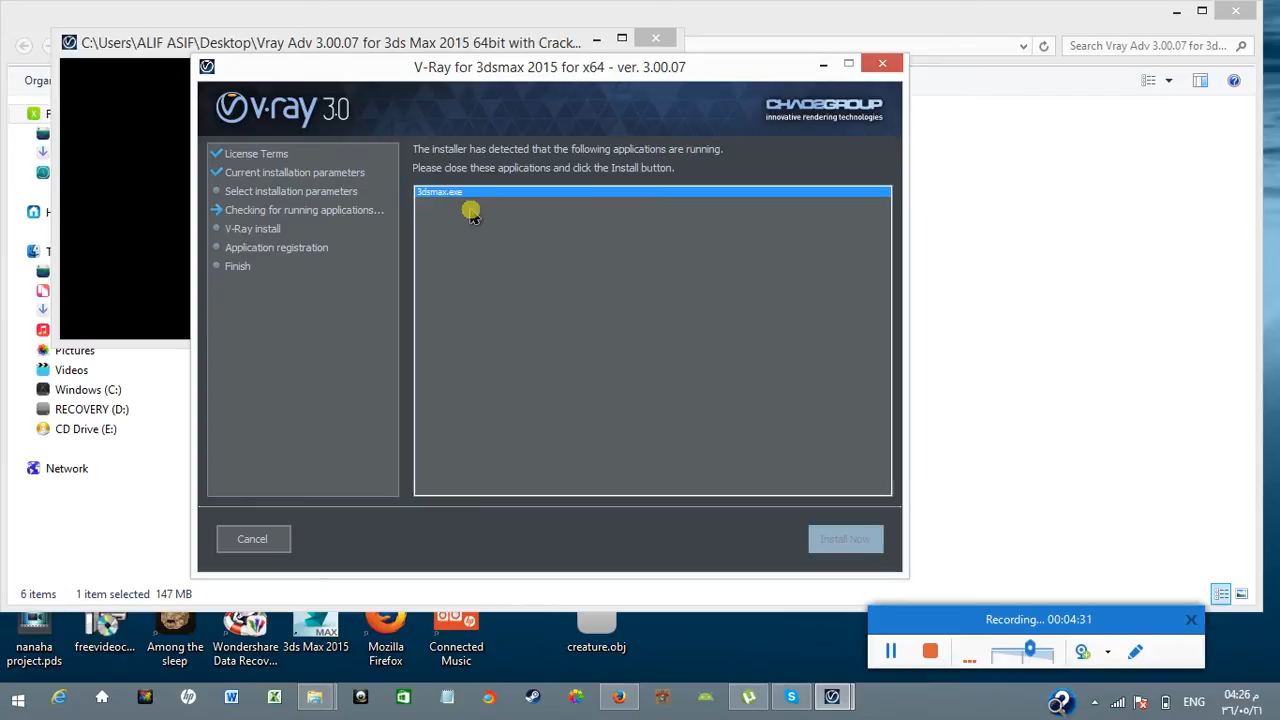 C:\Users\ALIF ASIF\Desktop\Vray Adv 3.00.07 for 3ds Max 2015 64bit with Crack...
Search Vray Adv 3.00.07 for 3d...
V-Ray for 3dsmax 2015 for x64 - ver. 3.00.07
Organ
v·ray 3.0
CHAOSGROUP
innovative rendering technologies
License Terms
Current installation parameters
Select installation parameters
Checking for running applications...
V-Ray install
Application registration
Finish
The installer has detected that the following applications are running.
Please close these applications and click the Install button.
3dsmax.exe
Pictures
Videos
Windows (C:)
RECOVERY (D:)
CD Drive (E:)
Network
Cancel
Install Now
6 items
1 item selected 147 MB
Recording... 00:04:31
nanaha
project.pds
freevideoc...
Among the
sleep
Wondershare
Data Recov...
3ds Max 2015
Mozilla
Firefox
Connected
Music
creature.obj
ENG
04:26 م